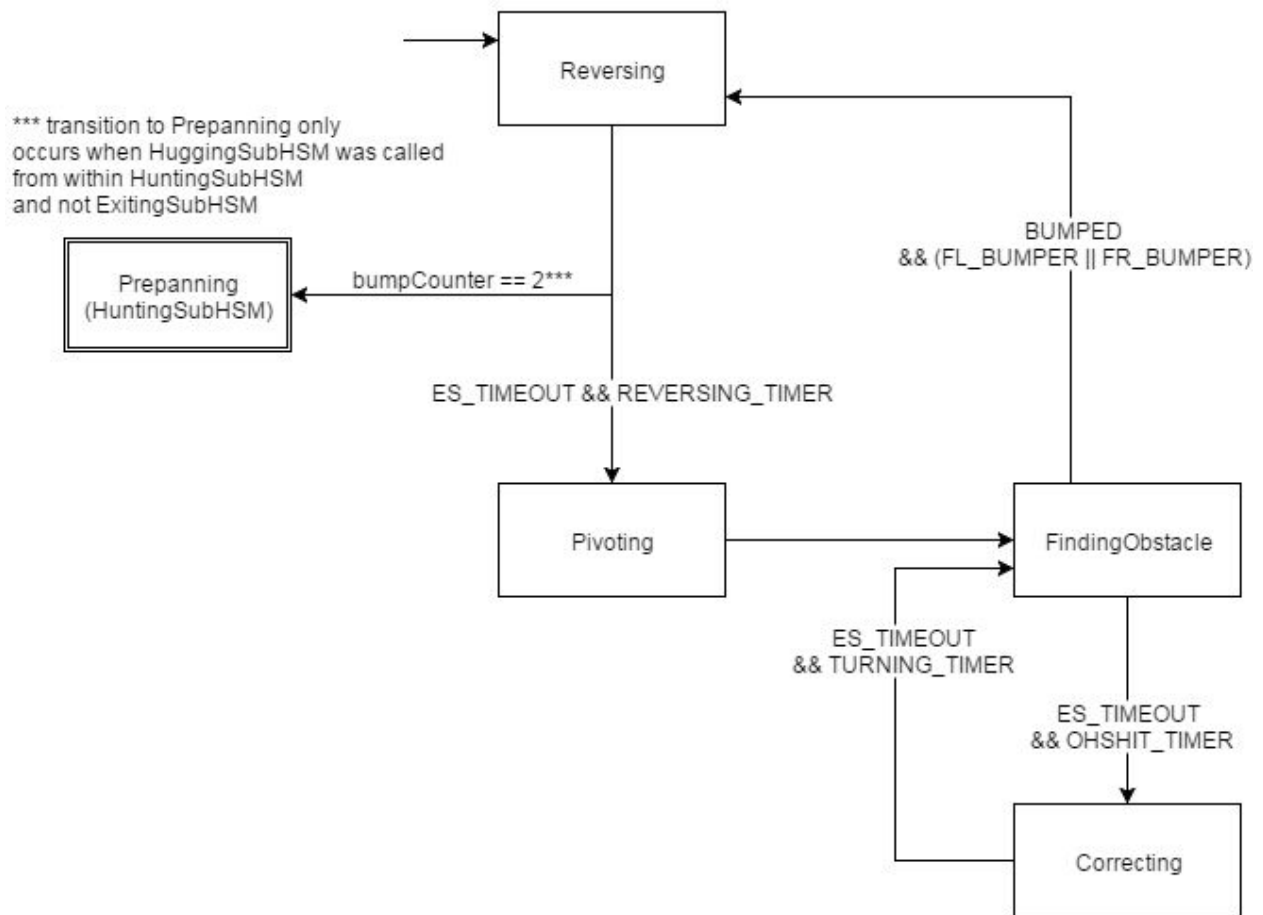 Reversing
*** transition to Prepanning only
occurs when HuggingSubHSM was called
from within HuntingSubHSM
and not ExitingSubHSM
BUMPED
&& (FL_BUMPER || FR_BUMPER)
Prepanning
(HuntingSubHSM)
bumpCounter == 2***
ES_TIMEOUT && REVERSING_TIMER
Pivoting
FindingObstacle
ES_TIMEOUT
&& TURNING_TIMER
ES_TIMEOUT
&& OHSHIT_TIMER
Correcting